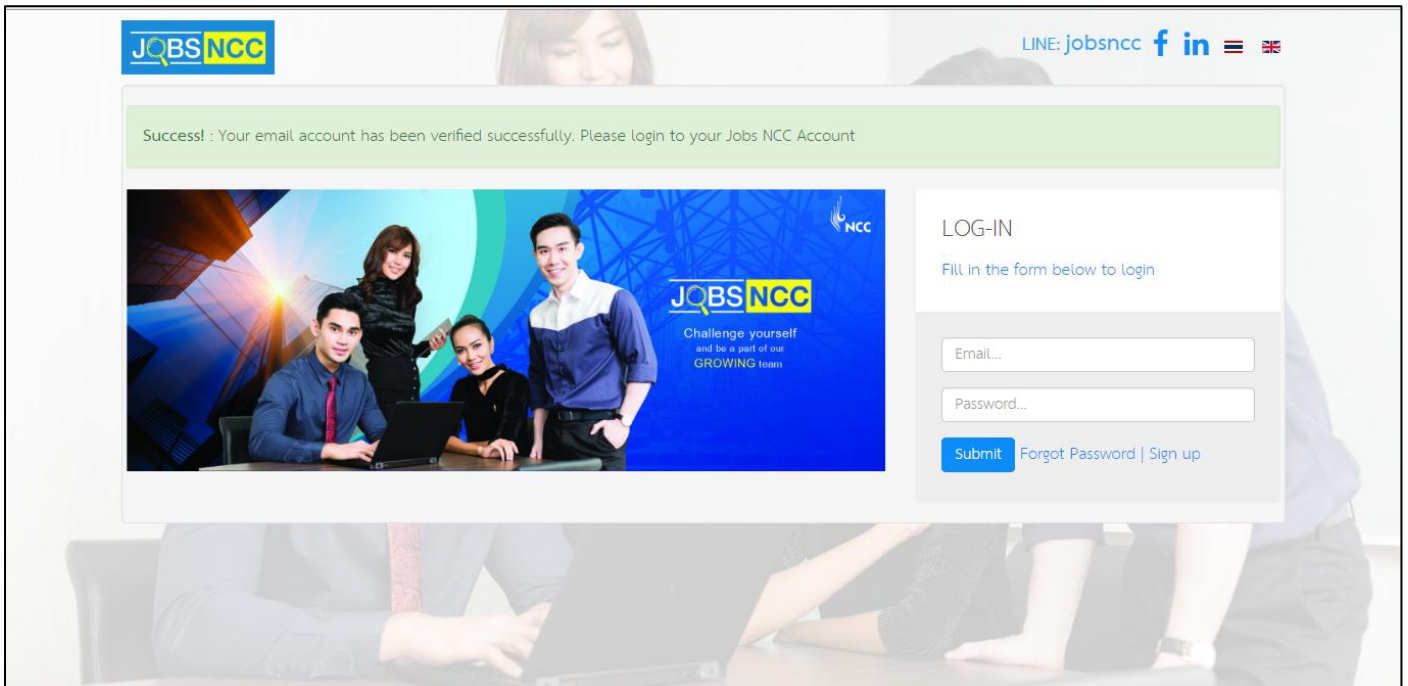 JOBS NCC
LINE: jobsncc f in
Success! : Your email account has been verified successfully. Please login to your Jobs NCC Account
NCC
JOBS NCC
Challenge yourself
and be a part of our
GROWING team
LOG-IN
Fill in the form below to login
Email...
Password...
Submit Forgot Password | Sign up